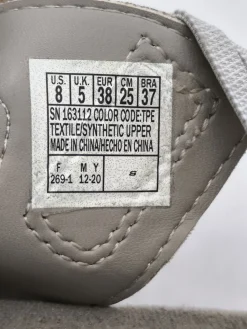 U.S. U.K. EUR CM BRA
8 5 38 25 37
SN 163112 COLOR CODE:TPE
TEXTILE/SYNTHETIC UPPER
MADE IN CHINA/HECHO EN CHINA
F M Y
269-1 12-20